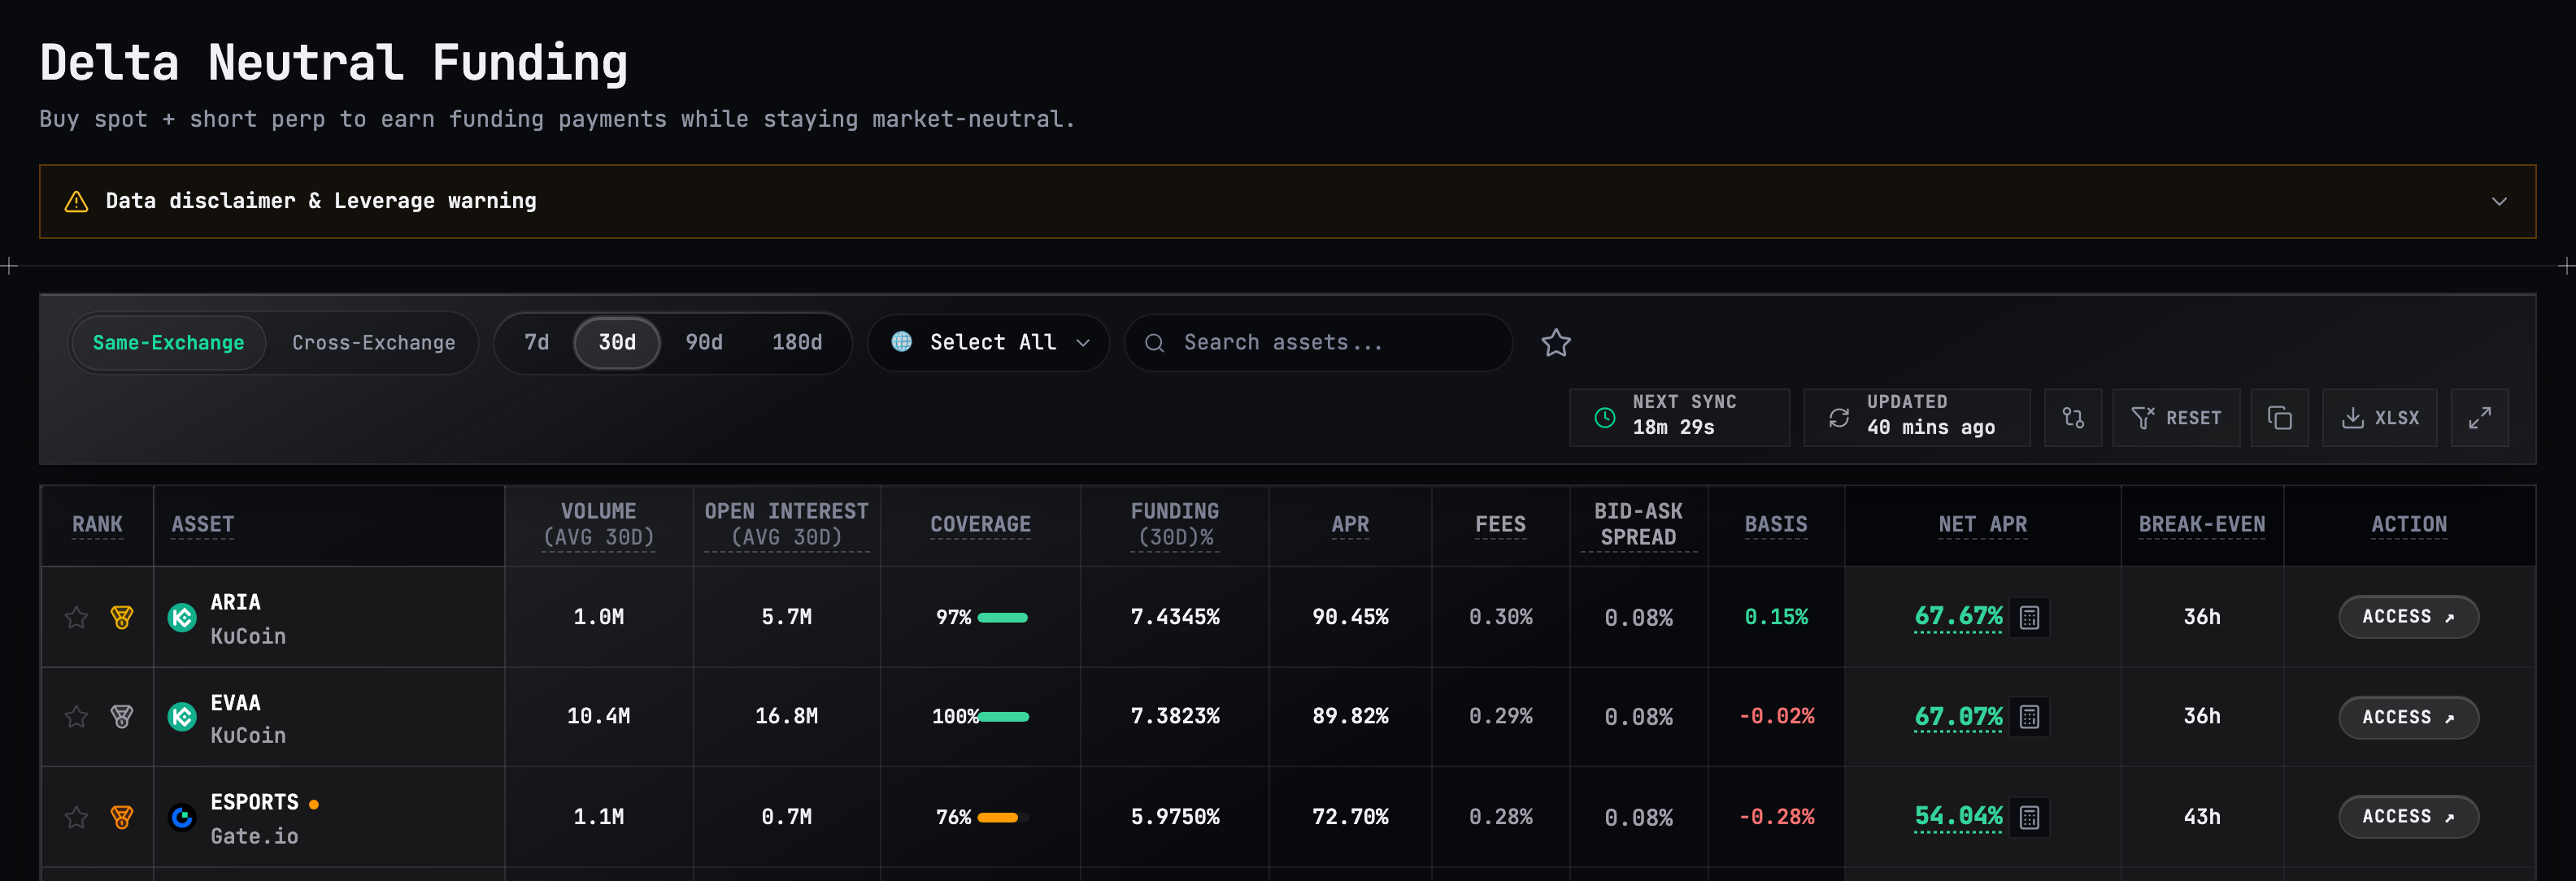 Delta Neutral Funding
Buy spot + short perp to earn funding payments while staying market-neutral.
Data disclaimer & Leverage warning
Same-Exchange Cross-Exchange 7d 30d 90d 180d Select All Search assets...
NEXT SYNC
18m 29s
UPDATED
40 mins ago
RESET
XLSX
RANK ASSET VOLUME (AVG 30D) OPEN INTEREST (AVG 30D) COVERAGE FUNDING (30D)% APR FEES BID-ASK SPREAD BASIS NET APR BREAK-EVEN ACTION
ARIA
KuCoin
1.0M 5.7M 97% 7.4345% 90.45% 0.30% 0.08% 0.15% 67.67% 36h ACCESS ↗
EVAA
KuCoin
10.4M 16.8M 100% 7.3823% 89.82% 0.29% 0.08% -0.02% 67.07% 36h ACCESS ↗
ESPORTS
Gate.io
1.1M 0.7M 76% 5.9750% 72.70% 0.28% 0.08% -0.28% 54.04% 43h ACCESS ↗